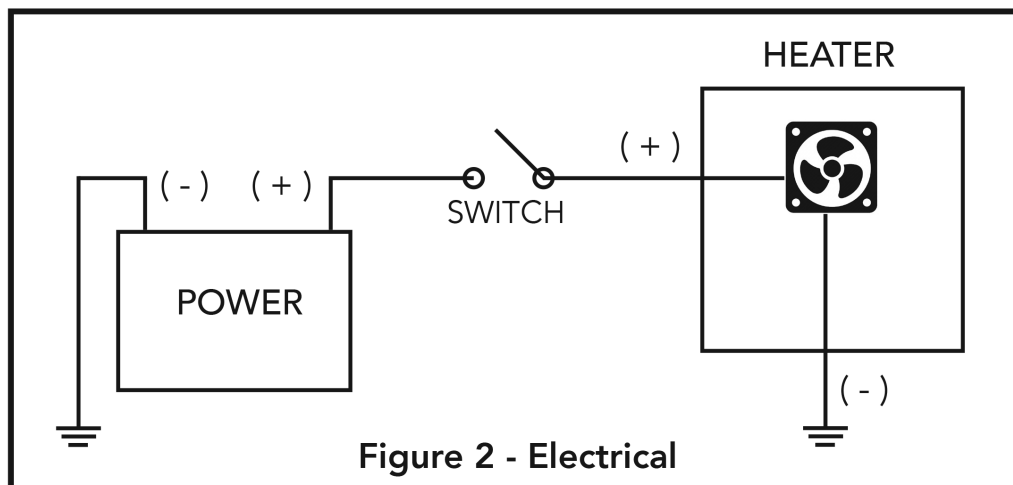 HEATER
( + )
( - ) ( + )
SWITCH
POWER
( - )
Figure 2 - Electrical